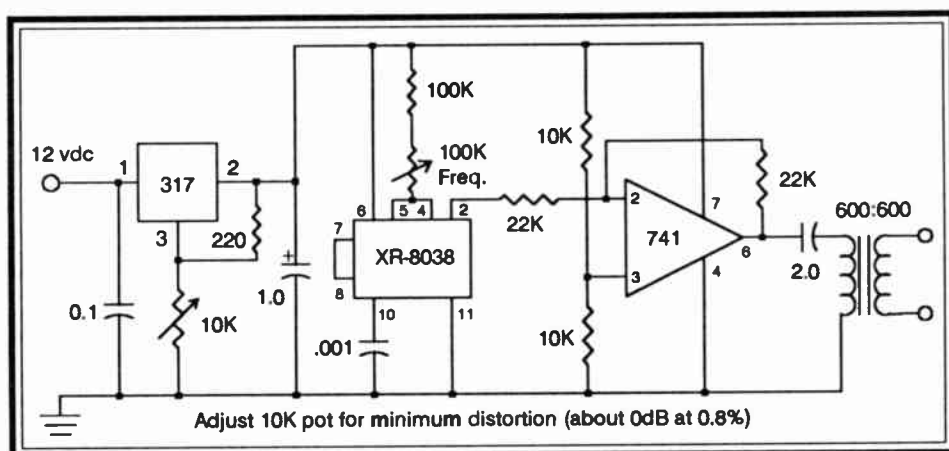 12 vdc
1
317
2
3
220
0.1
10K
+
1.0
100K
100K
Freq.
6
5
4
2
7
8
XR-8038
10
11
.001
22K
10K
10K
2
3
741
7
4
6
22K
2.0
600:600
Adjust 10K pot for minimum distortion (about 0dB at 0.8%)